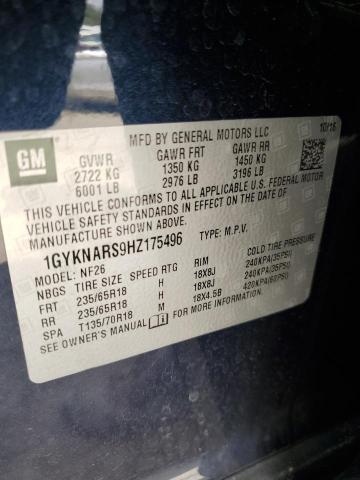 GM
MFD BY GENERAL MOTORS LLC 10/16
GVWR GAWR FRT GAWR RR
2722 KG 1350 KG 1450 KG
6001 LB 2976 LB 3196 LB
THIS VEHICLE CONFORMS TO ALL APPLICABLE U.S. FEDERAL MOTOR
VEHICLE SAFETY STANDARDS IN EFFECT ON THE DATE OF
MANUFACTURE SHOWN ABOVE.
1GYKNARS9HZ175496 TYPE: M.P.V.
MODEL: NF26
NBGS TIRE SIZE SPEED RTG RIM COLD TIRE PRESSURE
FRT 235/65R18 H 18X8J 240KPA(35PSI)
RR 235/65R18 H 18X8J 240KPA(35PSI)
SPA T135/70R18 M 18X4.5B 420KPA(60PSI)
SEE OWNER'S MANUAL FOR MORE INFORMATION.